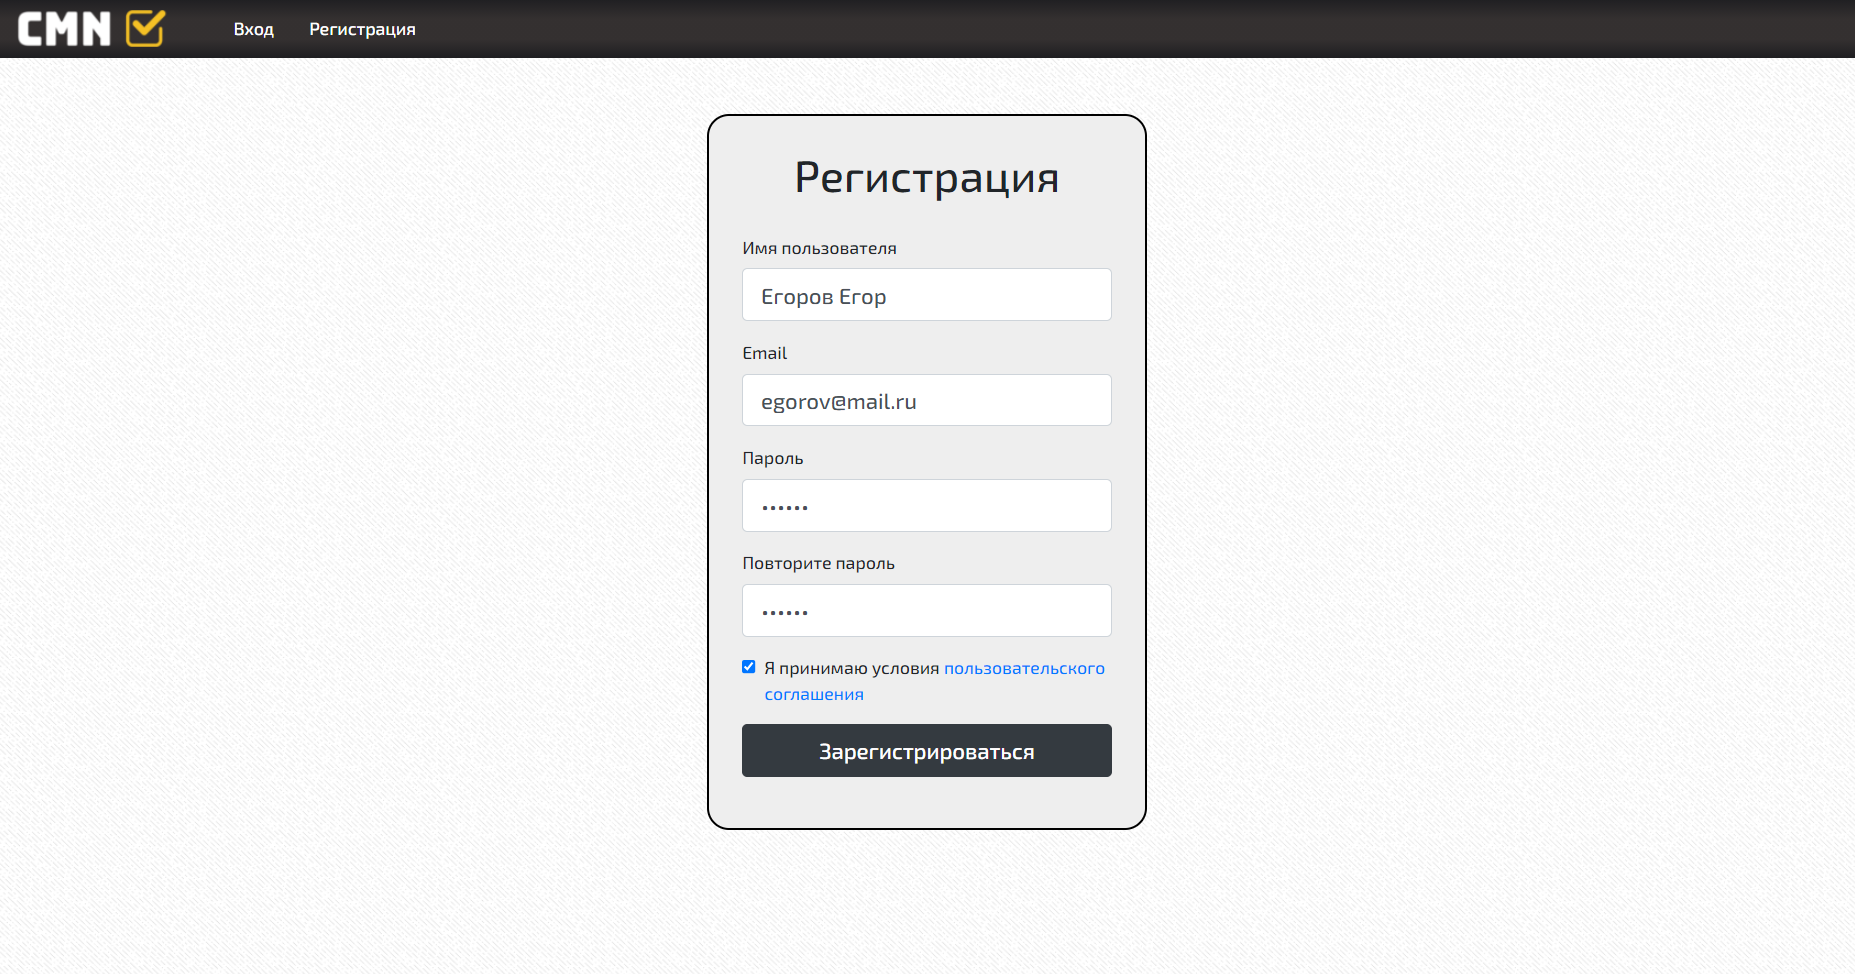 CMN
Вход Регистрация
Регистрация
Имя пользователя
Егоров Егор
Email
egorov@mail.ru
Пароль
••••••
Повторите пароль
••••••
Я принимаю условия пользовательского
соглашения
Зарегистрироваться